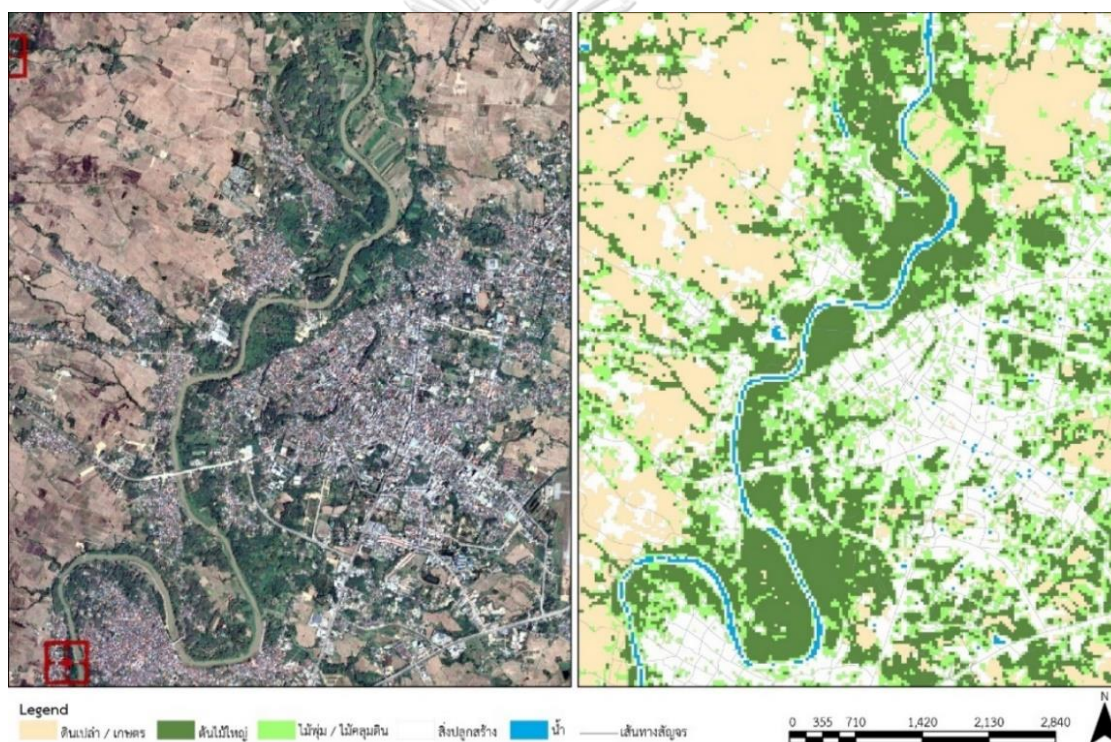 N
Legend
ดินเปล่า / เกษตร ต้นไม้ใหญ่ ไม้พุ่ม / ไม้คลุมดิน สิ่งปลูกสร้าง น้ำ เส้นทางสัญจร
0 355 710 1,420 2,130 2,840